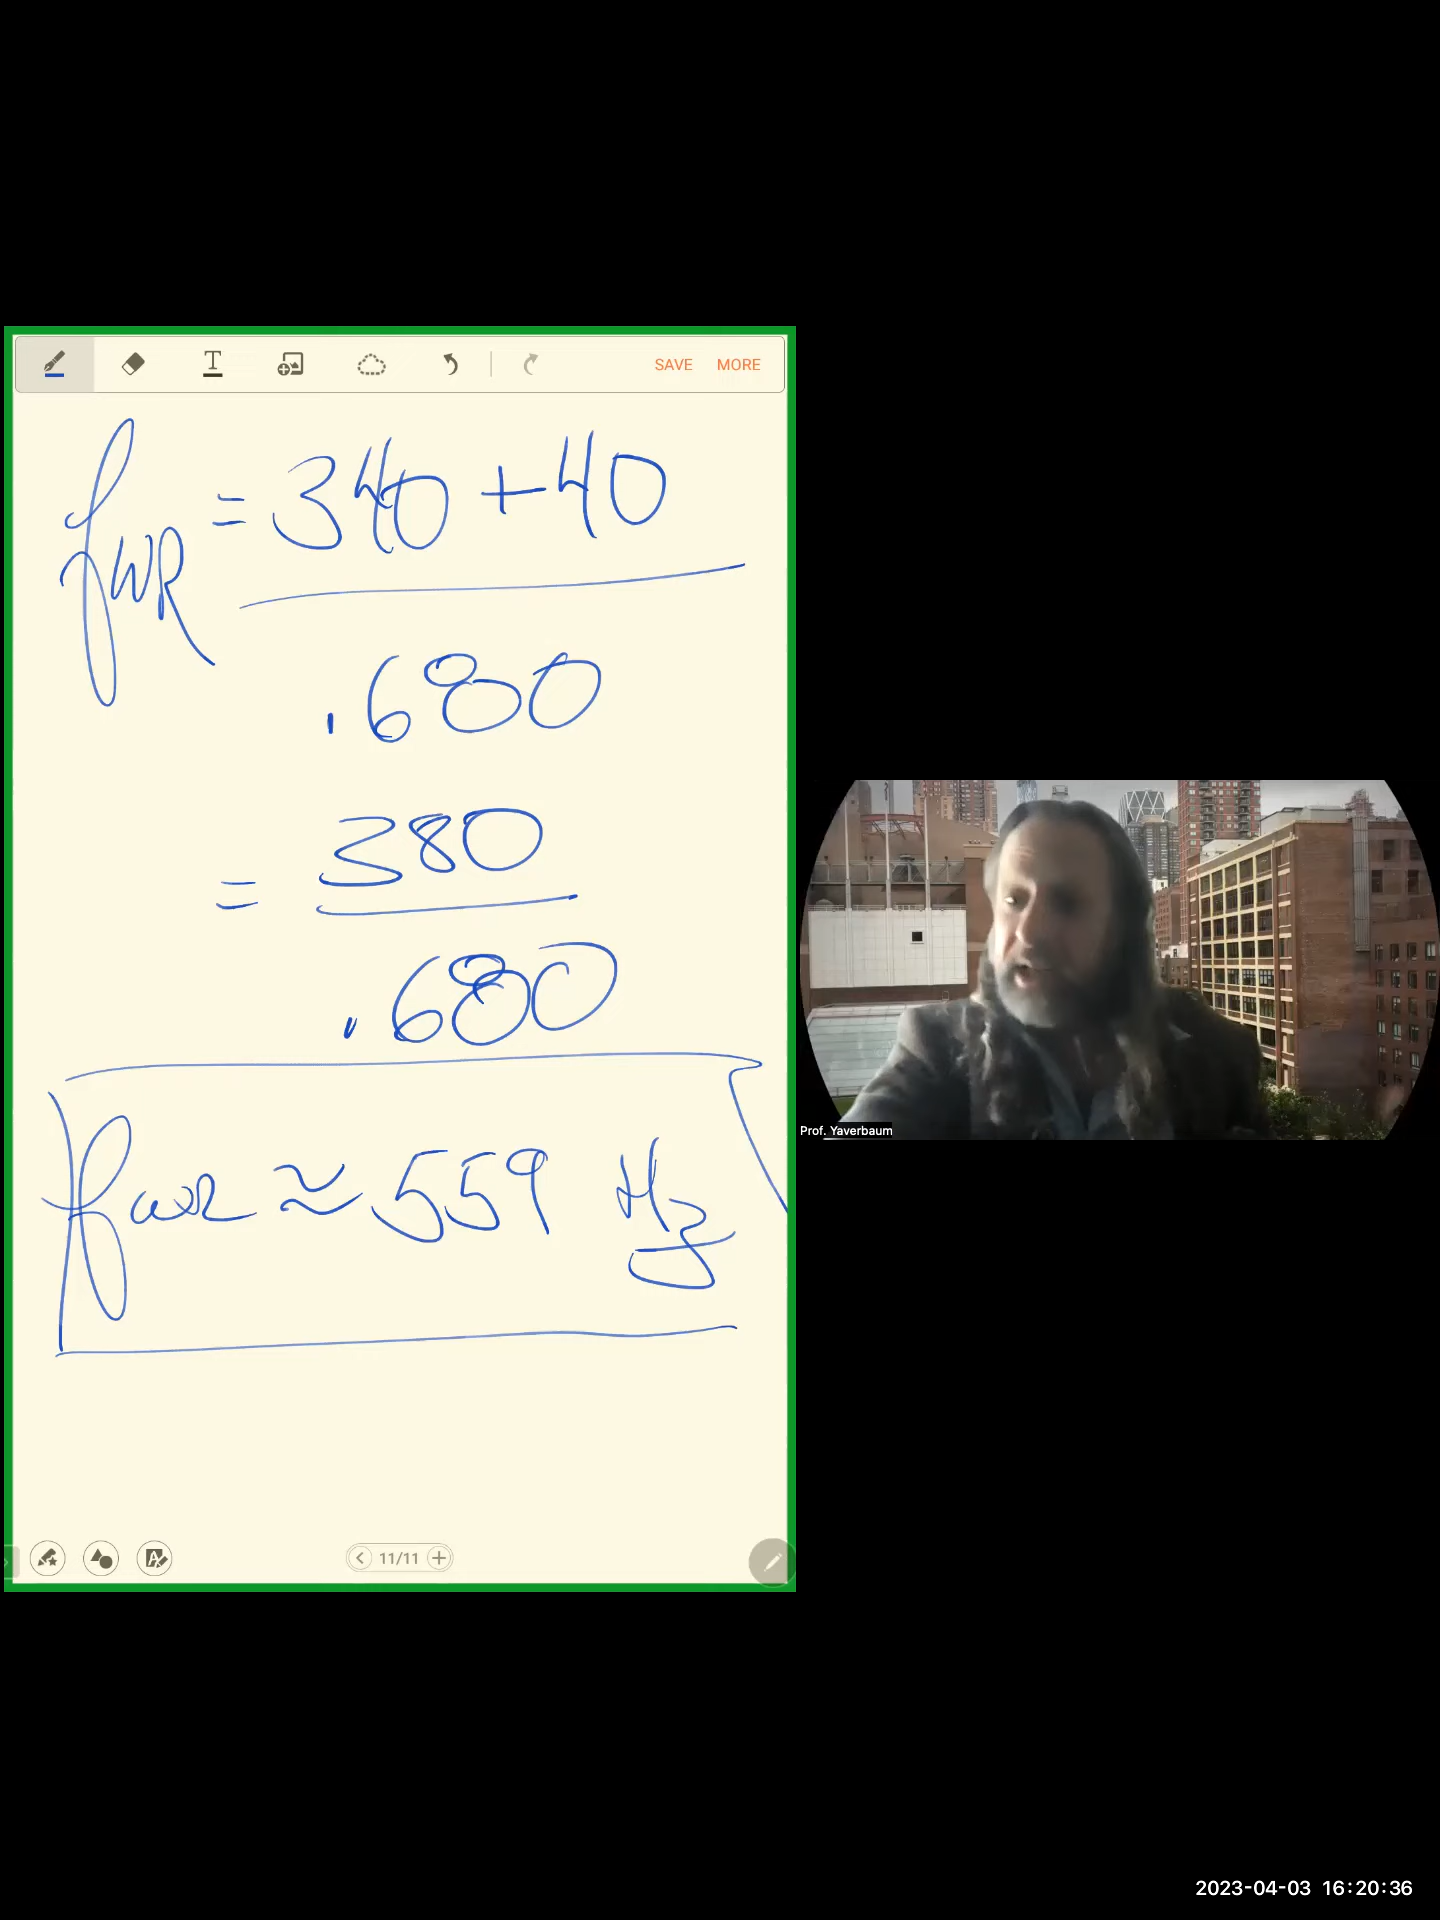 T SAVE MORE
fWR = 340 + 40
.680
= 380
.680
fWR ≈ 559 Hz
11/11
Prof. Yaverbaum
2023-04-03 16:20:36